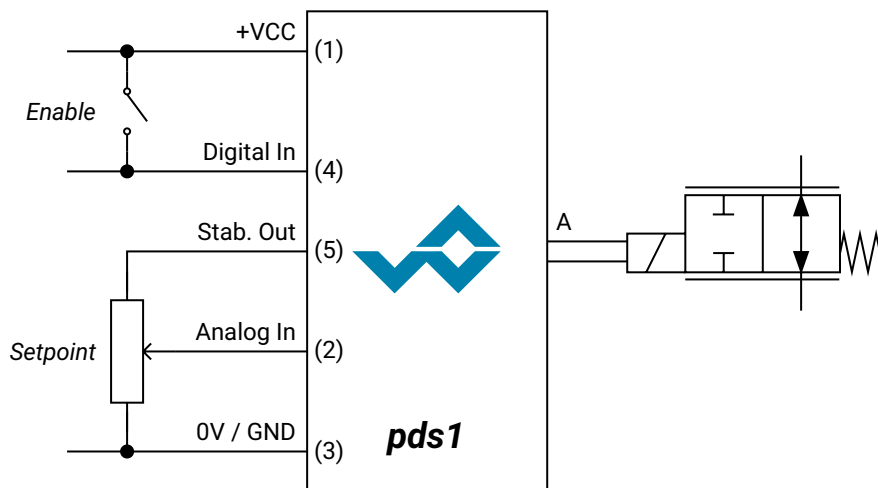 +VCC
(1)
Enable
Digital In
(4)
Stab. Out
(5)
A
Setpoint
Analog In
(2)
0V / GND
(3)
pds1